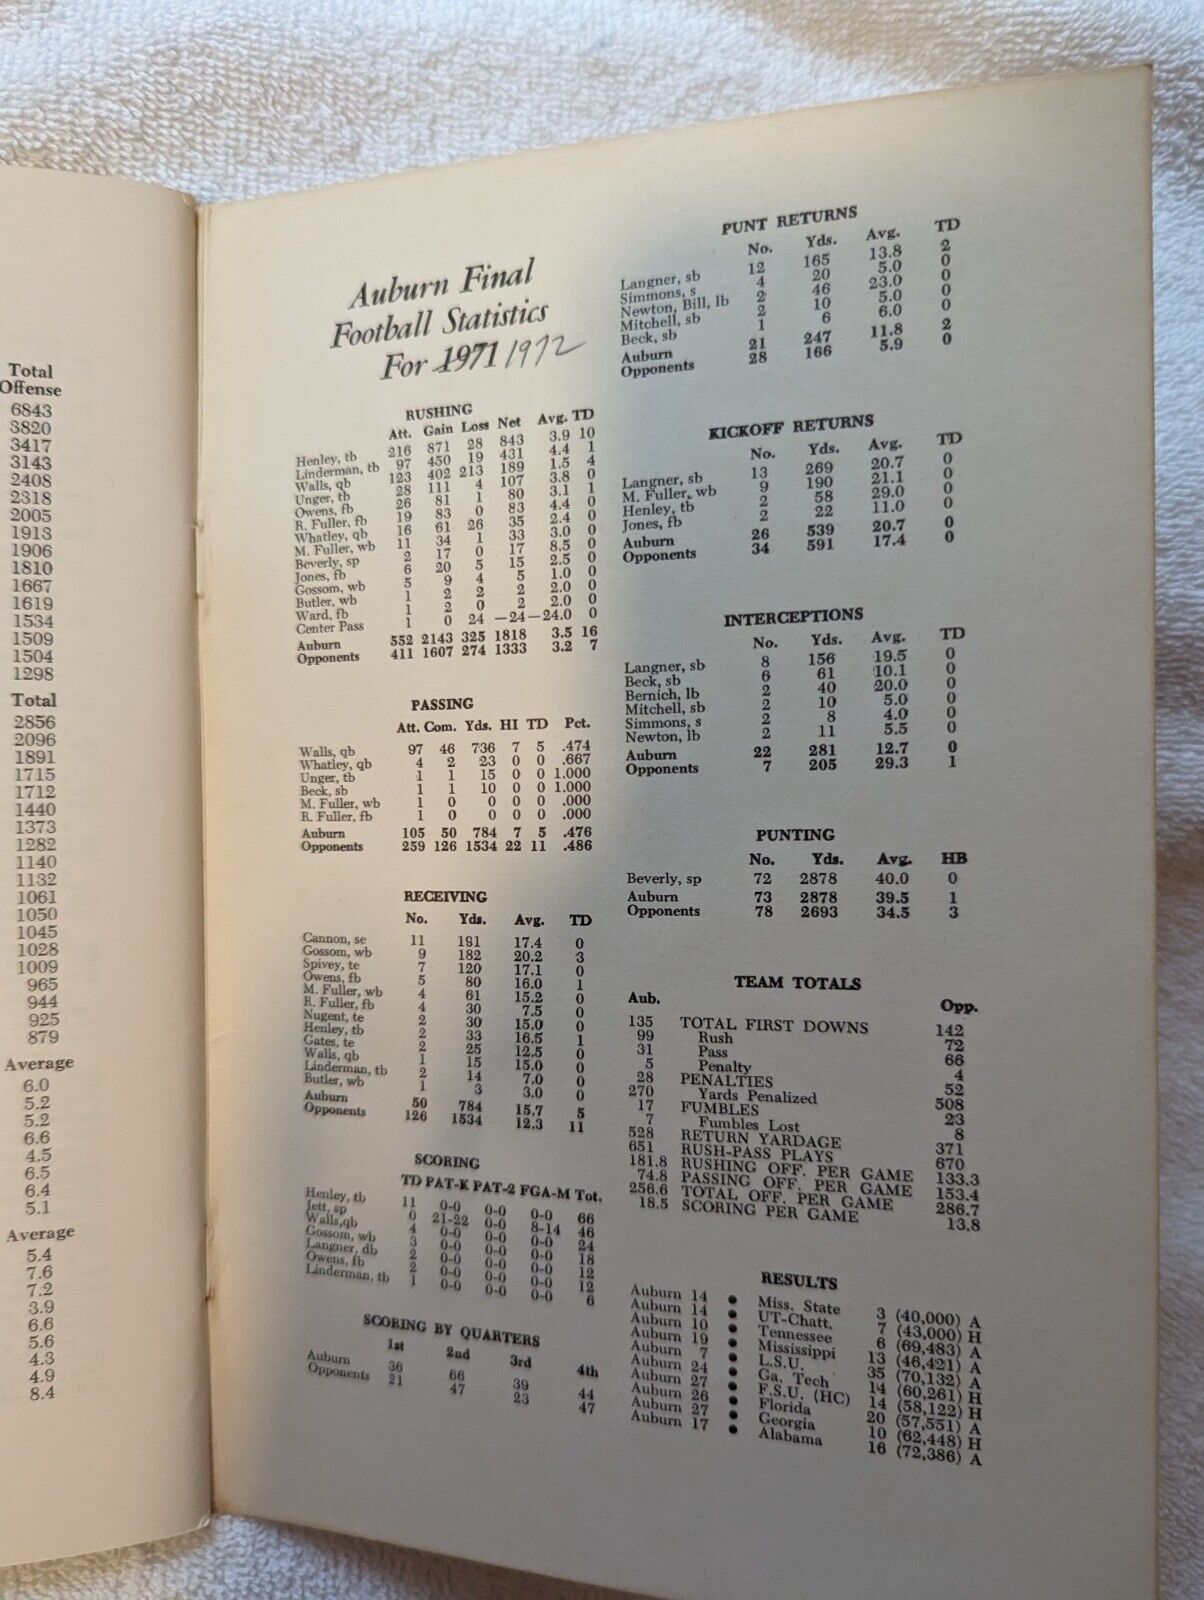 Total
Offense
6843
3820
3417
3143
2408
2318
2005
1913
1906
1810
1667
1619
1534
1509
1504
1298
Total
2856
2096
1891
1715
1712
1440
1373
1282
1140
1132
1061
1050
1045
1028
1009
965
944
925
879
Average
6.0
5.2
5.2
6.6
4.5
6.5
6.4
5.1
Average
5.4
7.6
7.2
3.9
6.6
5.6
4.3
4.9
8.4
Auburn Final
Football Statistics
For 1971 1972
RUSHING
Att. Gain Loss Net Avg. TD
Henley, tb 216 871 28 843 3.9 10
Linderman, tb 97 450 19 431 4.4 1
Walls, qb 123 402 213 189 1.5 4
Unger, tb 28 111 4 107 3.8 0
Owens, fb 26 81 1 80 3.1 1
R. Fuller, fb 19 83 0 83 4.4 0
Whatley, qb 16 61 26 35 2.4 0
M. Fuller, wb 11 34 1 33 3.0 0
Beverly, sp 2 17 0 17 8.5 0
Jones, fb 6 20 5 15 2.5 0
Gossom, wb 5 9 4 5 1.0 0
Butler, wb 1 2 2 2 2.0 0
Ward, fb 1 2 0 2 2.0 0
Center Pass 1 0 24 —24 —24.0 0
Auburn 552 2143 325 1818 3.5 16
Opponents 411 1607 274 1333 3.2 7
PASSING
Att. Com. Yds. HI TD Pct.
Walls, qb 97 46 736 7 5 .474
Whatley, qb 4 2 23 0 0 .667
Unger, tb 1 1 15 0 0 1.000
Beck, sb 1 1 10 0 0 1.000
M. Fuller, wb 1 0 0 0 0 .000
R. Fuller, fb 1 0 0 0 0 .000
Auburn 105 50 784 7 5 .476
Opponents 259 126 1534 22 11 .486
RECEIVING
No. Yds. Avg. TD
Cannon, se 11 191 17.4 0
Gossom, wb 9 182 20.2 3
Spivey, te 7 120 17.1 0
Owens, fb 5 80 16.0 1
M. Fuller, wb 4 61 15.2 0
R. Fuller, fb 4 30 7.5 0
Nugent, te 2 30 15.0 0
Henley, tb 2 33 16.5 1
Gates, te 2 25 12.5 0
Walls, qb 1 15 15.0 0
Linderman, tb 2 14 7.0 0
Butler, wb 1 3 3.0 0
Auburn 50 784 15.7 5
Opponents 126 1534 12.3 11
SCORING
TD PAT-K PAT-2 FGA-M Tot.
Henley, tb 11 0-0 0-0 0-0 66
Jett, sp 0 21-22 0-0 8-14 46
Walls,qb 4 0-0 0-0 0-0 24
Gossom, wb 3 0-0 0-0 0-0 18
Langner, db 2 0-0 0-0 0-0 12
Owens, fb 2 0-0 0-0 0-0 12
Linderman, tb 1 0-0 0-0 0-0 6
SCORING BY QUARTERS
1st 2nd 3rd 4th
Auburn 36 66 39 44
Opponents 21 47 23 47
PUNT RETURNS
No. Yds. Avg. TD
Langner, sb 12 165 13.8 2
Simmons, s 4 20 5.0 0
Newton, Bill, lb 2 46 23.0 0
Mitchell, sb 2 10 5.0 0
Beck, sb 1 6 6.0 0
Auburn 21 247 11.8 2
Opponents 28 166 5.9 0
KICKOFF RETURNS
No. Yds. Avg. TD
Langner, sb 13 269 20.7 0
M. Fuller, wb 9 190 21.1 0
Henley, tb 2 58 29.0 0
Jones, fb 2 22 11.0 0
Auburn 26 539 20.7 0
Opponents 34 591 17.4 0
INTERCEPTIONS
No. Yds. Avg. TD
Langner, sb 8 156 19.5 0
Beck, sb 6 61 10.1 0
Bernich, lb 2 40 20.0 0
Mitchell, sb 2 10 5.0 0
Simmons, s 2 8 4.0 0
Newton, lb 2 11 5.5 0
Auburn 22 281 12.7 0
Opponents 7 205 29.3 1
PUNTING
No. Yds. Avg. HB
Beverly, sp 72 2878 40.0 0
Auburn 73 2878 39.5 1
Opponents 78 2693 34.5 3
TEAM TOTALS
Aub. Opp.
135 TOTAL FIRST DOWNS 142
99 Rush 72
31 Pass 66
5 Penalty 4
28 PENALTIES 52
270 Yards Penalized 508
17 FUMBLES 23
7 Fumbles Lost 8
528 RETURN YARDAGE 371
651 RUSH-PASS PLAYS 670
181.8 RUSHING OFF. PER GAME 133.3
74.8 PASSING OFF. PER GAME 153.4
256.6 TOTAL OFF. PER GAME 286.7
18.5 SCORING PER GAME 13.8
RESULTS
Auburn 14 • Miss. State 3 (40,000) A
Auburn 14 • UT-Chatt. 7 (43,000) H
Auburn 10 • Tennessee 6 (69,483) A
Auburn 19 • Mississippi 13 (46,421) A
Auburn 7 • L.S.U. 35 (70,132) A
Auburn 24 • Ga. Tech 14 (60,261) H
Auburn 27 • F.S.U. (HC) 14 (58,122) H
Auburn 26 • Florida 20 (57,551) A
Auburn 27 • Georgia 10 (62,448) H
Auburn 17 • Alabama 16 (72,386) A